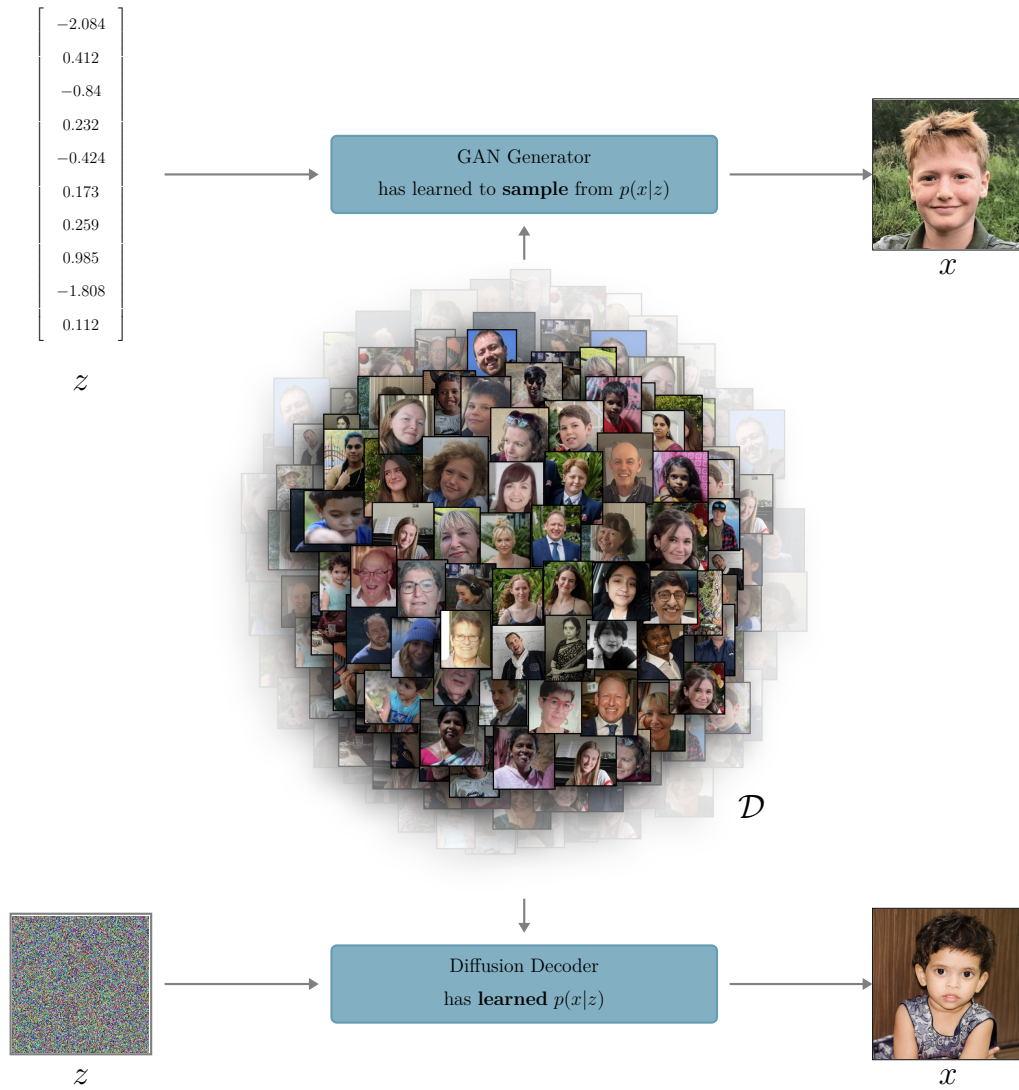 −2.084
0.412
−0.84
0.232
−0.424
0.173
0.259
0.985
−1.808
0.112
z
GAN Generator
has learned to sample from p(x|z)
x
𝒟
Diffusion Decoder
has learned p(x|z)
z
x